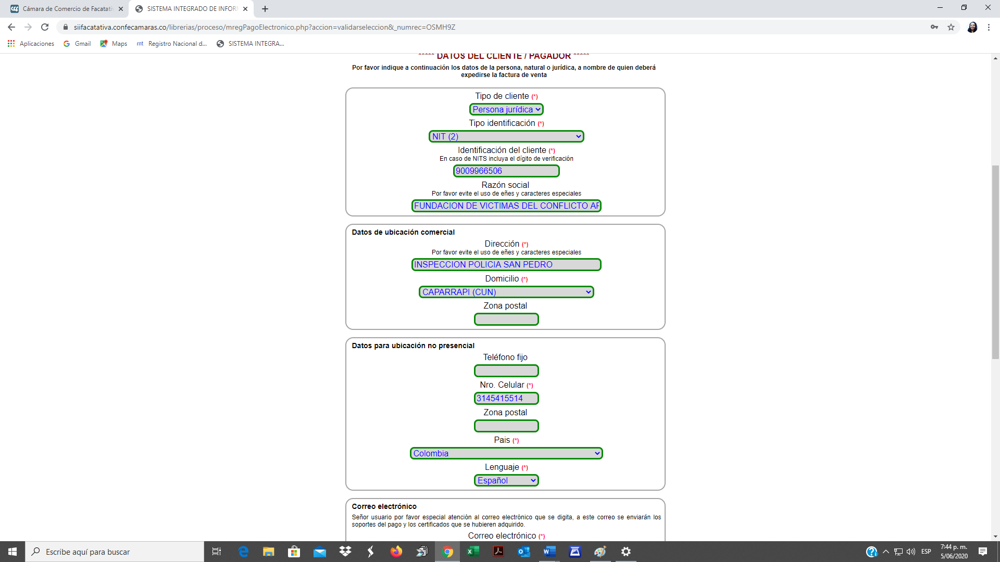 Cámara de Comercio de Facatativ
SISTEMA INTEGRADO DE INFOR
siifacatativa.confecamaras.co/librerias/proceso/mregPagoElectronico.php?accion=validarseleccion&_numrec=OSMH9Z
Aplicaciones
Gmail
Maps
rnt
Registro Nacional d...
SISTEMA INTEGRA...
***** DATOS DEL CLIENTE / PAGADOR *****
Por favor indique a continuación los datos de la persona, natural o jurídica, a nombre de quien deberá
expedirse la factura de venta
Tipo de cliente (*)
Persona jurídica
Tipo identificación (*)
NIT (2)
Identificación del cliente (*)
En caso de NITS incluya el dígito de verificación
9009966506
Razón social
Por favor evite el uso de eñes y caracteres especiales
FUNDACION DE VICTIMAS DEL CONFLICTO AR
Datos de ubicación comercial
Dirección (*)
Por favor evite el uso de eñes y caracteres especiales
INSPECCION POLICIA SAN PEDRO
Domicilio (*)
CAPARRAPI (CUN)
Zona postal
Datos para ubicación no presencial
Teléfono fijo
Nro. Celular (*)
3145415514
Zona postal
Pais (*)
Colombia
Lenguaje (*)
Español
Correo electrónico
Señor usuario por favor especial atención al correo electrónico que se digita, a este correo se enviarán los
soportes del pago y los certificados que se hubieren adquirido.
Correo electrónico (*)
Escribe aquí para buscar
ESP
7:44 p. m.
5/06/2020